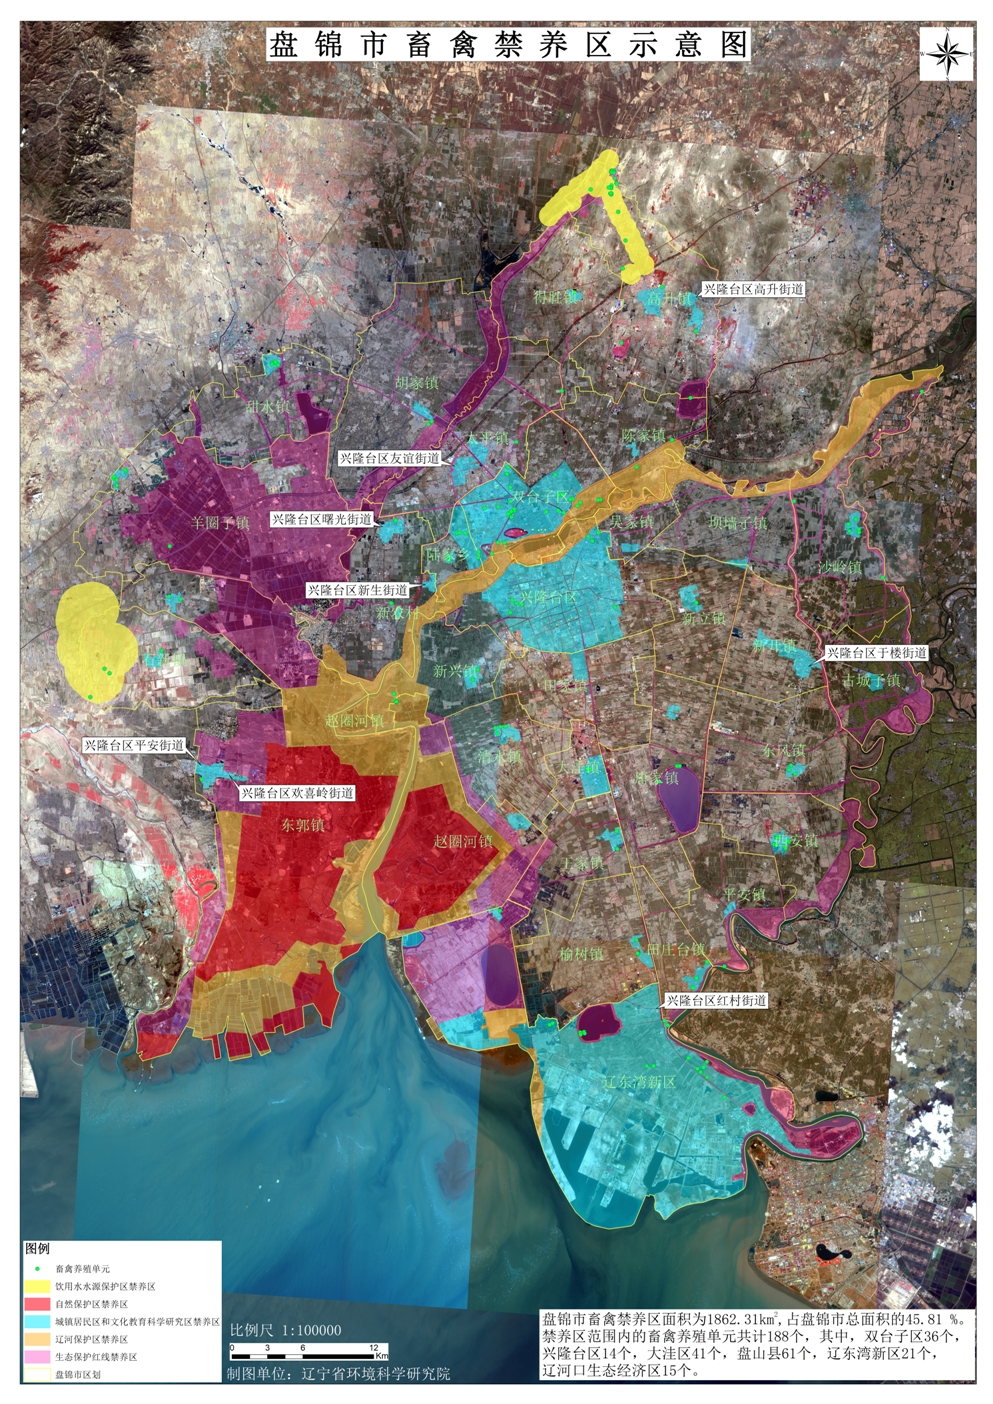 盘锦市畜禽禁养区示意图
N
W
E
S
兴隆台区高升街道
得胜镇
高升镇
胡家镇
甜水镇
太平镇
陈家镇
兴隆台区友谊街道
双台子区
兴隆台区曙光街道
羊圈子镇
吴家镇
坝墙子镇
陆家乡
沙岭镇
兴隆台区新生街道
兴隆台区
新农村
新立镇
新开镇
兴隆台区于楼街道
石新镇
新兴镇
田家镇
古城子镇
赵圈河镇
兴隆台区平安街道
清水镇
东风镇
大洼镇
唐家镇
兴隆台区欢喜岭街道
东郭镇
赵圈河镇
西安镇
王家镇
平安镇
榆树镇
田庄台镇
兴隆台区红村街道
辽东湾新区
图例
畜禽养殖单元
饮用水水源保护区禁养区
自然保护区禁养区
城镇居民区和文化教育科学研究区禁养区
辽河保护区禁养区
生态保护红线禁养区
盘锦市区划
比例尺 1:100000
0 3 6 12
Km
制图单位：辽宁省环境科学研究院
盘锦市畜禽禁养区面积为1862.31km²,占盘锦市总面积的45.81 %。
禁养区范围内的畜禽养殖单元共计188个，其中，双台子区36个，
兴隆台区14个，大洼区41个，盘山县61个，辽东湾新区21个，
辽河口生态经济区15个。